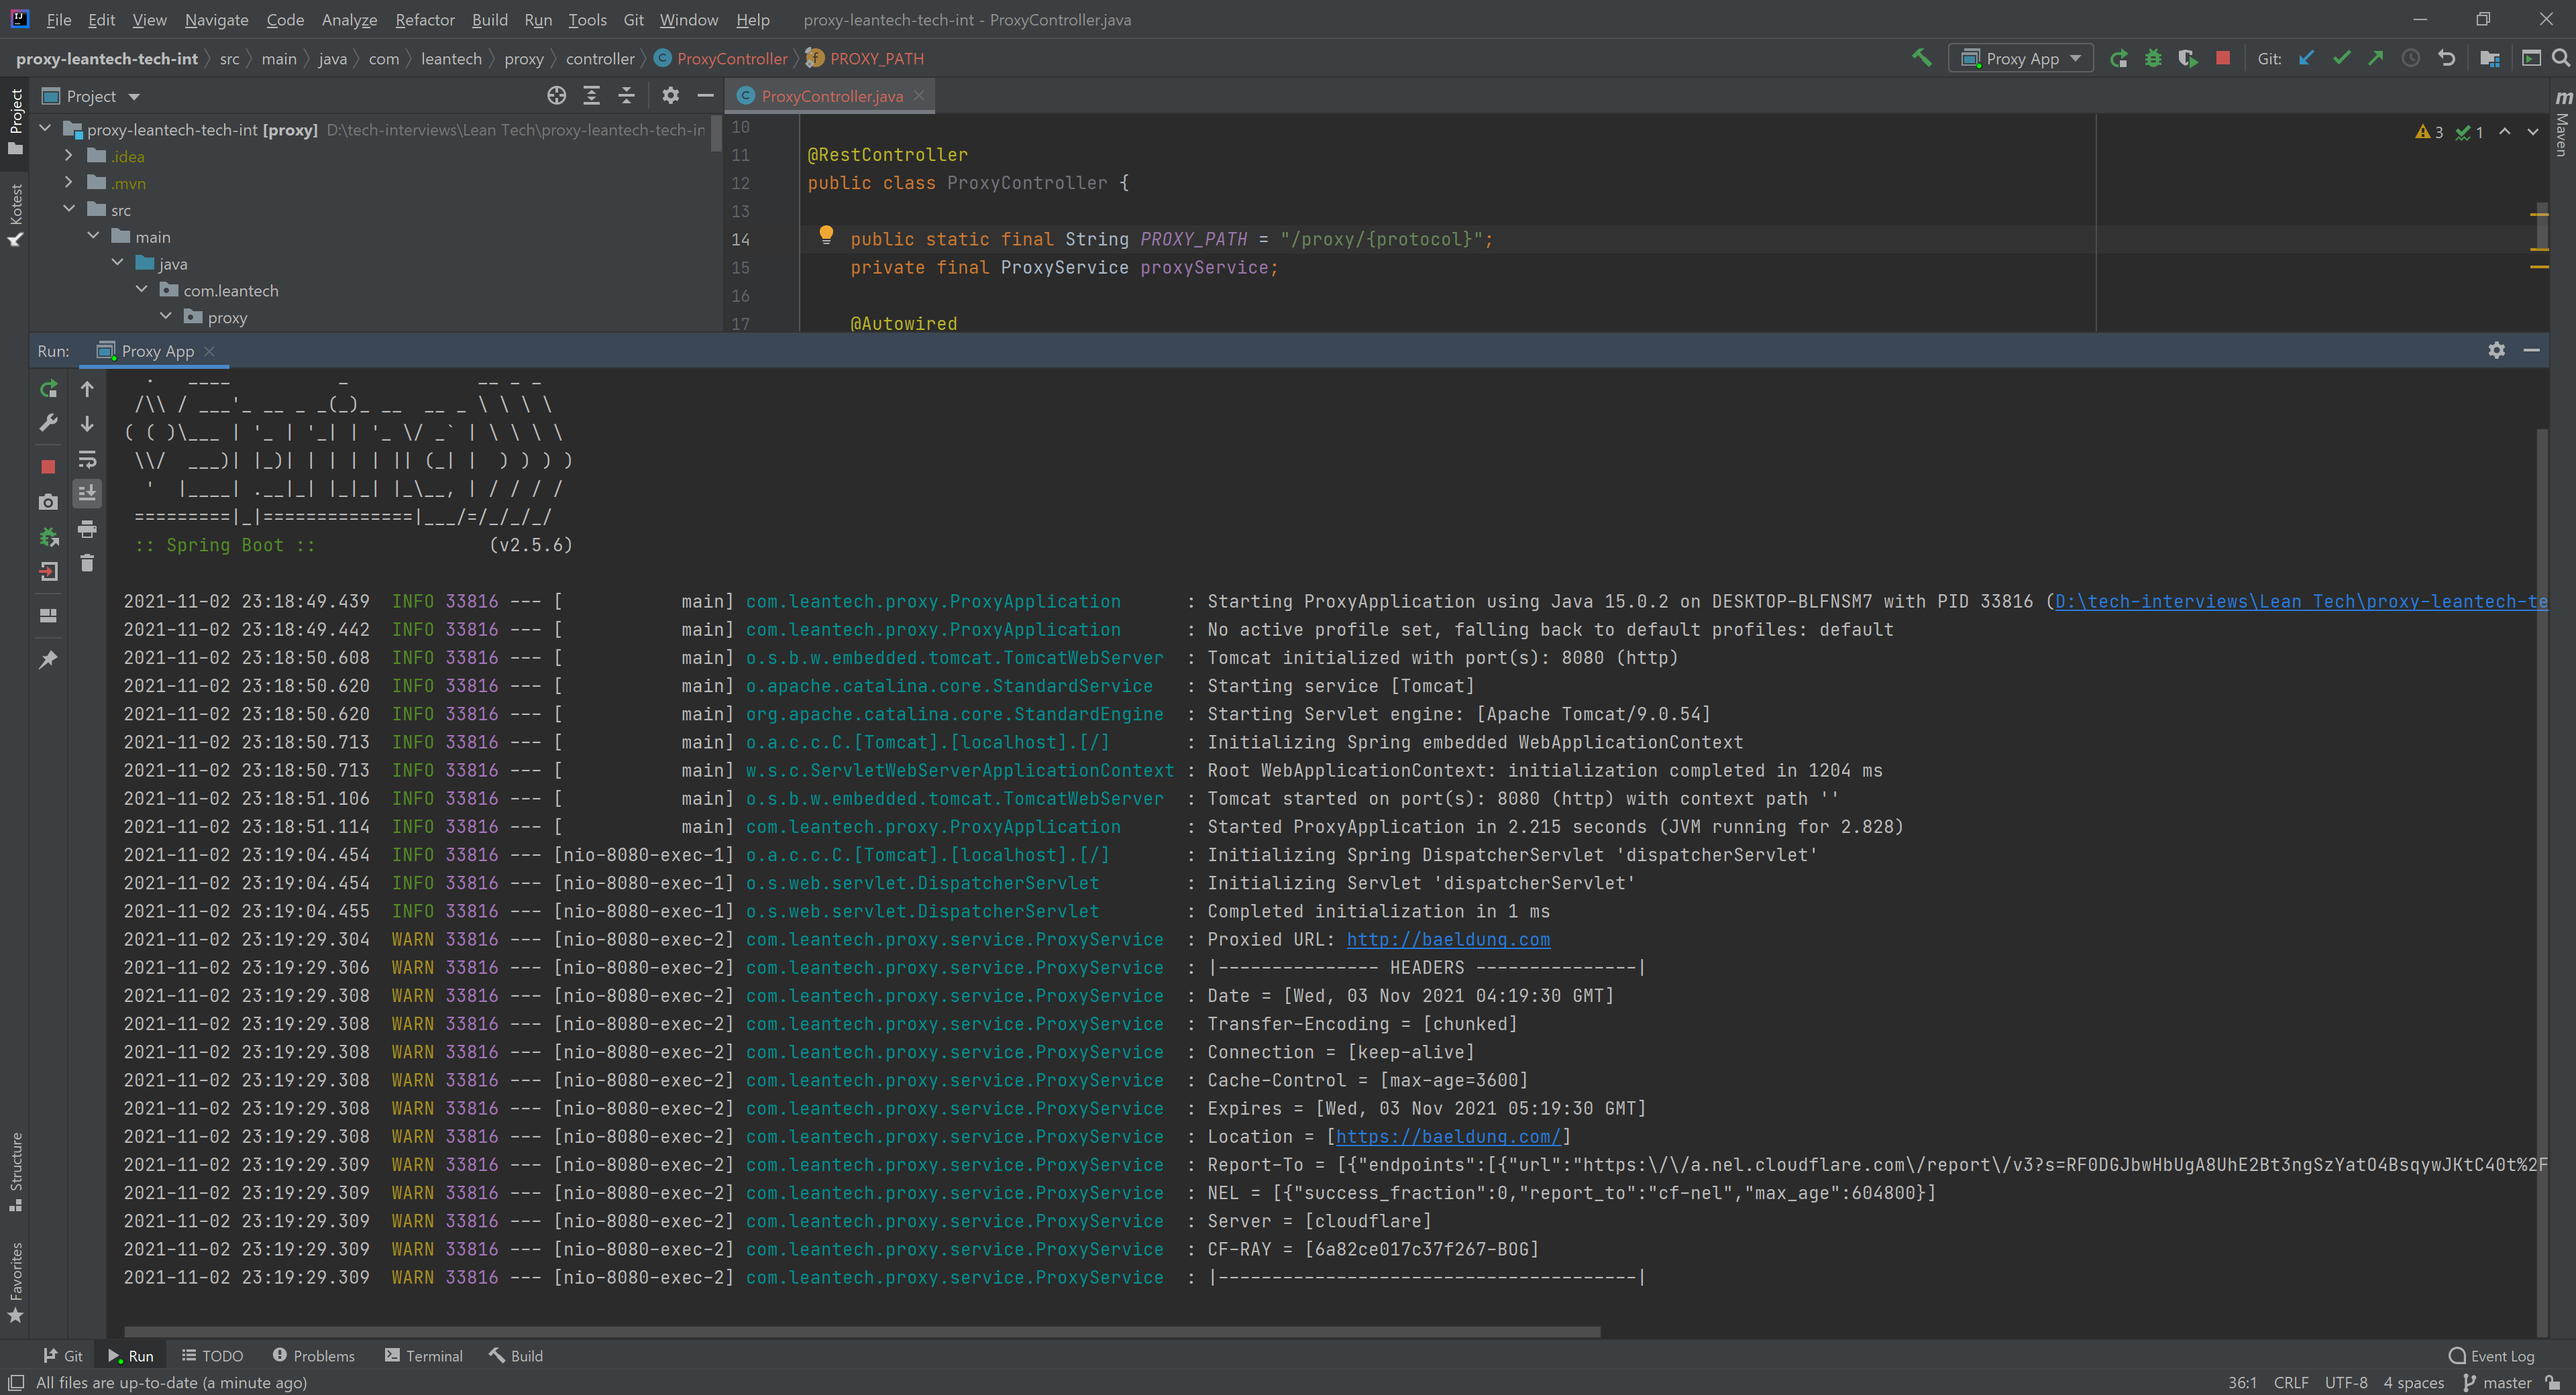 File Edit View Navigate Code Analyze Refactor Build Run Tools Git Window Help proxy-leantech-tech-int - ProxyController.java
proxy-leantech-tech-int src main java com leantech proxy controller ProxyController PROXY_PATH Proxy App Git:
Project
ProxyController.java
Project
Kotest
Maven
proxy-leantech-tech-int [proxy] D:\tech-interviews\Lean Tech\proxy-leantech-tech-in
.idea
.mvn
src
main
java
com.leantech
proxy
3 1
10
11 @RestController
12 public class ProxyController {
13
14 public static final String PROXY_PATH = "/proxy/{protocol}";
15 private final ProxyService proxyService;
16
17 @Autowired
Run: Proxy App
  .   ____          _            __ _ _
 /\\ / ___'_ __ _ _(_)_ __  __ _ \ \ \ \
( ( )\___ | '_ | '_| | '_ \/ _` | \ \ \ \
 \\/  ___)| |_)| | | | | || (_| |  ) ) ) )
  '  |____| .__|_| |_|_| |_\__, | / / / /
 =========|_|==============|___/=/_/_/_/
 :: Spring Boot ::                (v2.5.6)
2021-11-02 23:18:49.439 INFO 33816 --- [           main] com.leantech.proxy.ProxyApplication      : Starting ProxyApplication using Java 15.0.2 on DESKTOP-BLFNSM7 with PID 33816 (D:\tech-interviews\Lean Tech\proxy-leantech-te
2021-11-02 23:18:49.442 INFO 33816 --- [           main] com.leantech.proxy.ProxyApplication      : No active profile set, falling back to default profiles: default
2021-11-02 23:18:50.608 INFO 33816 --- [           main] o.s.b.w.embedded.tomcat.TomcatWebServer  : Tomcat initialized with port(s): 8080 (http)
2021-11-02 23:18:50.620 INFO 33816 --- [           main] o.apache.catalina.core.StandardService   : Starting service [Tomcat]
2021-11-02 23:18:50.620 INFO 33816 --- [           main] org.apache.catalina.core.StandardEngine  : Starting Servlet engine: [Apache Tomcat/9.0.54]
2021-11-02 23:18:50.713 INFO 33816 --- [           main] o.a.c.c.C.[Tomcat].[localhost].[/]       : Initializing Spring embedded WebApplicationContext
2021-11-02 23:18:50.713 INFO 33816 --- [           main] w.s.c.ServletWebServerApplicationContext : Root WebApplicationContext: initialization completed in 1204 ms
2021-11-02 23:18:51.106 INFO 33816 --- [           main] o.s.b.w.embedded.tomcat.TomcatWebServer  : Tomcat started on port(s): 8080 (http) with context path ''
2021-11-02 23:18:51.114 INFO 33816 --- [           main] com.leantech.proxy.ProxyApplication      : Started ProxyApplication in 2.215 seconds (JVM running for 2.828)
2021-11-02 23:19:04.454 INFO 33816 --- [nio-8080-exec-1] o.a.c.c.C.[Tomcat].[localhost].[/]       : Initializing Spring DispatcherServlet 'dispatcherServlet'
2021-11-02 23:19:04.454 INFO 33816 --- [nio-8080-exec-1] o.s.web.servlet.DispatcherServlet        : Initializing Servlet 'dispatcherServlet'
2021-11-02 23:19:04.455 INFO 33816 --- [nio-8080-exec-1] o.s.web.servlet.DispatcherServlet        : Completed initialization in 1 ms
2021-11-02 23:19:29.304 WARN 33816 --- [nio-8080-exec-2] com.leantech.proxy.service.ProxyService  : Proxied URL: http://baeldung.com
2021-11-02 23:19:29.306 WARN 33816 --- [nio-8080-exec-2] com.leantech.proxy.service.ProxyService  : |--------------- HEADERS ---------------|
2021-11-02 23:19:29.308 WARN 33816 --- [nio-8080-exec-2] com.leantech.proxy.service.ProxyService  : Date = [Wed, 03 Nov 2021 04:19:30 GMT]
2021-11-02 23:19:29.308 WARN 33816 --- [nio-8080-exec-2] com.leantech.proxy.service.ProxyService  : Transfer-Encoding = [chunked]
2021-11-02 23:19:29.308 WARN 33816 --- [nio-8080-exec-2] com.leantech.proxy.service.ProxyService  : Connection = [keep-alive]
2021-11-02 23:19:29.308 WARN 33816 --- [nio-8080-exec-2] com.leantech.proxy.service.ProxyService  : Cache-Control = [max-age=3600]
2021-11-02 23:19:29.308 WARN 33816 --- [nio-8080-exec-2] com.leantech.proxy.service.ProxyService  : Expires = [Wed, 03 Nov 2021 05:19:30 GMT]
2021-11-02 23:19:29.308 WARN 33816 --- [nio-8080-exec-2] com.leantech.proxy.service.ProxyService  : Location = [https://baeldung.com/]
2021-11-02 23:19:29.309 WARN 33816 --- [nio-8080-exec-2] com.leantech.proxy.service.ProxyService  : Report-To = [{"endpoints":[{"url":"https:\/\/a.nel.cloudflare.com\/report\/v3?s=RF0DGJbwHbUgA8UhE2Bt3ngSzYatO4BsqywJKtC40t%2F
2021-11-02 23:19:29.309 WARN 33816 --- [nio-8080-exec-2] com.leantech.proxy.service.ProxyService  : NEL = [{"success_fraction":0,"report_to":"cf-nel","max_age":604800}]
2021-11-02 23:19:29.309 WARN 33816 --- [nio-8080-exec-2] com.leantech.proxy.service.ProxyService  : Server = [cloudflare]
2021-11-02 23:19:29.309 WARN 33816 --- [nio-8080-exec-2] com.leantech.proxy.service.ProxyService  : CF-RAY = [6a82ce017c37f267-BOG]
2021-11-02 23:19:29.309 WARN 33816 --- [nio-8080-exec-2] com.leantech.proxy.service.ProxyService  : |---------------------------------------|
Structure
Favorites
Git Run TODO Problems Terminal Build Event Log
All files are up-to-date (a minute ago) 36:1 CRLF UTF-8 4 spaces master